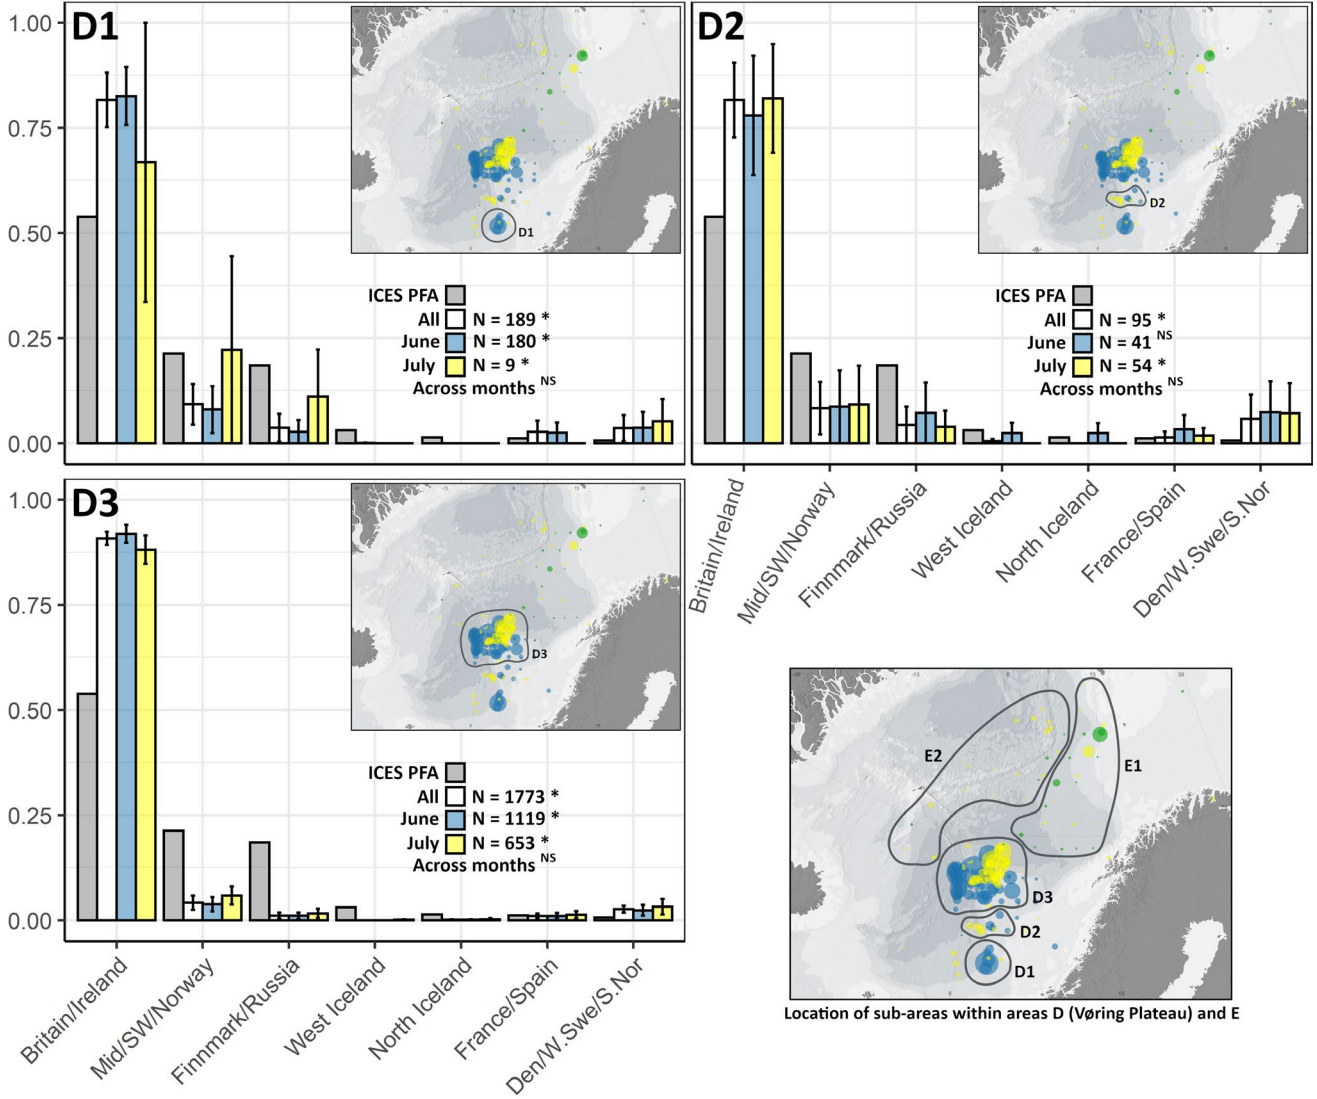 D1
D2
1.00
0.75
0.50
0.25
0.00
D1
D2
ICES PFA
All N = 189 *
June N = 180 *
July N = 9 *
Across months NS
ICES PFA
All N = 95 *
June N = 41 NS
July N = 54 *
Across months NS
Britain/Ireland
Mid/SW/Norway
Finnmark/Russia
West Iceland
North Iceland
France/Spain
Den/W.Swe/S.Nor
D3
1.00
0.75
0.50
0.25
0.00
D3
ICES PFA
All N = 1773 *
June N = 1119 *
July N = 653 *
Across months NS
Britain/Ireland
Mid/SW/Norway
Finnmark/Russia
West Iceland
North Iceland
France/Spain
Den/W.Swe/S.Nor
E2
E1
D3
D2
D1
Location of sub-areas within areas D (Vøring Plateau) and E